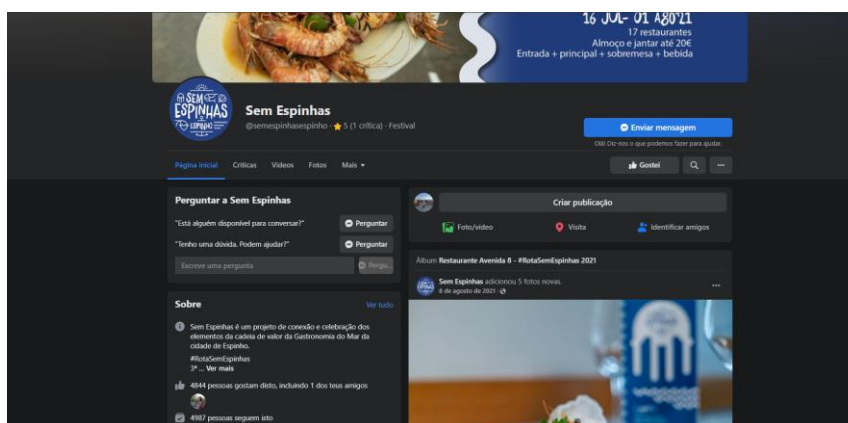 16 JUL- 01 AGO'21
17 restaurantes
Almoço e jantar até 20€
Entrada + principal + sobremesa + bebida
SEM
ESPINHAS
ESPINHO
Sem Espinhas
@semespinhasespinho · 5 (1 crítica) · Festival
Enviar mensagem
Olá! Diz-nos o que podemos fazer para ajudar.
Página inicial Críticas Vídeos Fotos Mais
Gostei
Perguntar a Sem Espinhas
"Está alguém disponível para conversar?" Perguntar
"Tenho uma dúvida. Podem ajudar?" Perguntar
Escreve uma pergunta Pergu...
Sobre Ver tudo
Sem Espinhas é um projeto de conexão e celebração dos
elementos da cadeia de valor da Gastronomia do Mar da
cidade de Espinho.
#RotaSemEspinhas
3ª ... Ver mais
4844 pessoas gostam disto, incluindo 1 dos teus amigos
4987 pessoas seguem isto
Criar publicação
Foto/vídeo Visita Identificar amigos
Álbum Restaurante Avenida 8 - #RotaSemEspinhas 2021
Sem Espinhas adicionou 5 fotos novas.
6 de agosto de 2021 ·